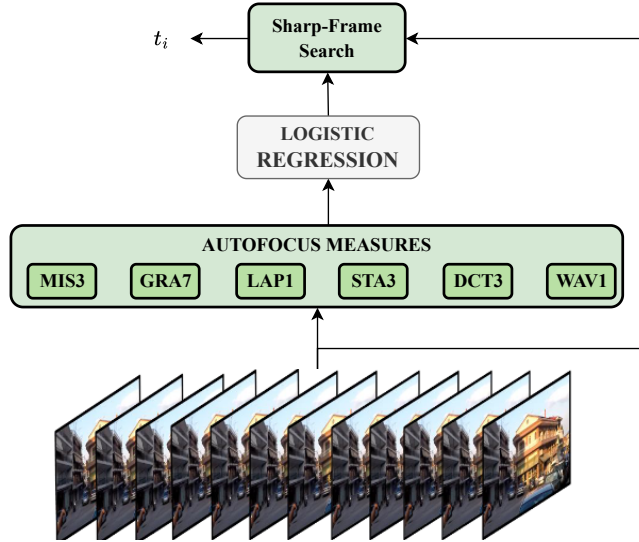 Sharp-Frame
Search
t_i
LOGISTIC
REGRESSION
AUTOFOCUS MEASURES
MIS3 GRA7 LAP1 STA3 DCT3 WAV1